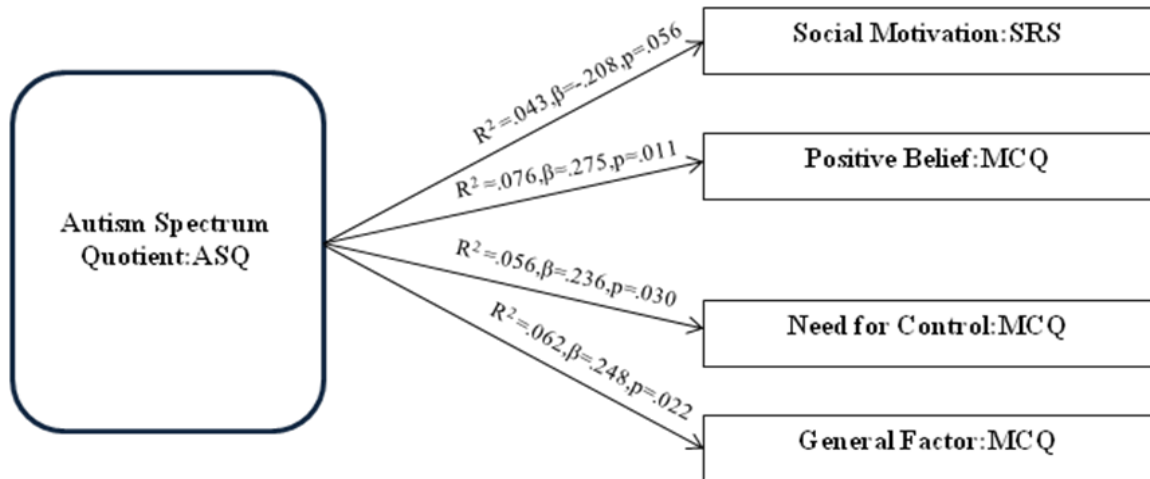 Autism Spectrum
Quotient:ASQ
R²=.043,β=-.208,p=.056
Social Motivation:SRS
R²=.076,β=.275,p=.011
Positive Belief:MCQ
R²=.056,β=.236,p=.030
Need for Control:MCQ
R²=.062,β=.248,p=.022
General Factor:MCQ